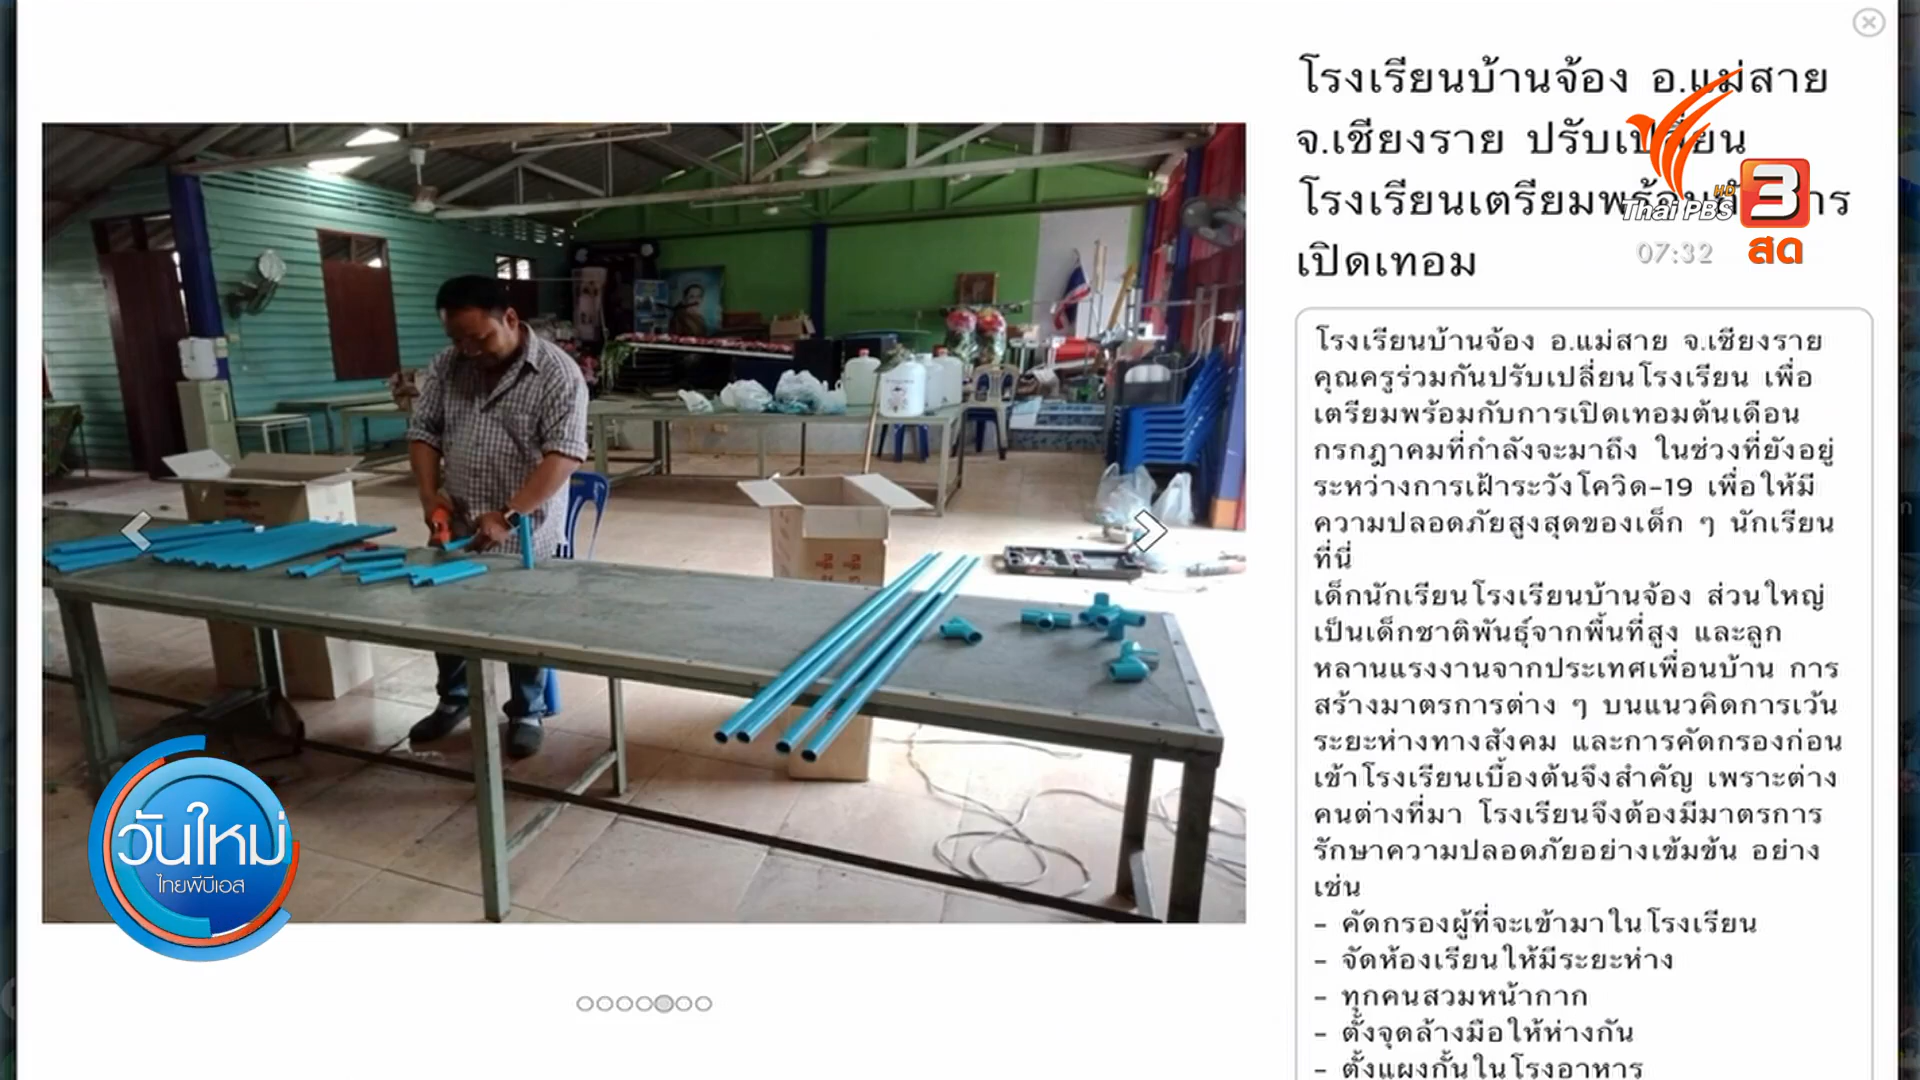 โรงเรียนบ้านจ้อง อ.แม่สาย
จ.เชียงราย ปรับเปลี่ยน
โรงเรียนเตรียมพร้อม การ
เปิดเทอม
HD
Thai PBS
3
07:32
สด
โรงเรียนบ้านจ้อง อ.แม่สาย จ.เชียงราย
คุณครูร่วมกันปรับเปลี่ยนโรงเรียน เพื่อ
เตรียมพร้อมกับการเปิดเทอมต้นเดือน
กรกฎาคมที่กำลังจะมาถึง ในช่วงที่ยังอยู่
ระหว่างการเฝ้าระวังโควิด-19 เพื่อให้มี
ความปลอดภัยสูงสุดของเด็ก ๆ นักเรียน
ที่นี่
เด็กนักเรียนโรงเรียนบ้านจ้อง ส่วนใหญ่
เป็นเด็กชาติพันธุ์จากพื้นที่สูง และลูก
หลานแรงงานจากประเทศเพื่อนบ้าน การ
สร้างมาตรการต่าง ๆ บนแนวคิดการเว้น
ระยะห่างทางสังคม และการคัดกรองก่อน
เข้าโรงเรียนเบื้องต้นจึงสำคัญ เพราะต่าง
คนต่างที่มา โรงเรียนจึงต้องมีมาตรการ
รักษาความปลอดภัยอย่างเข้มข้น อย่าง
เช่น
- คัดกรองผู้ที่จะเข้ามาในโรงเรียน
- จัดห้องเรียนให้มีระยะห่าง
- ทุกคนสวมหน้ากาก
- ตั้งจุดล้างมือให้ห่างกัน
- ตั้งแผงกั้นในโรงอาหาร
วันใหม่
ไทยพีบีเอส